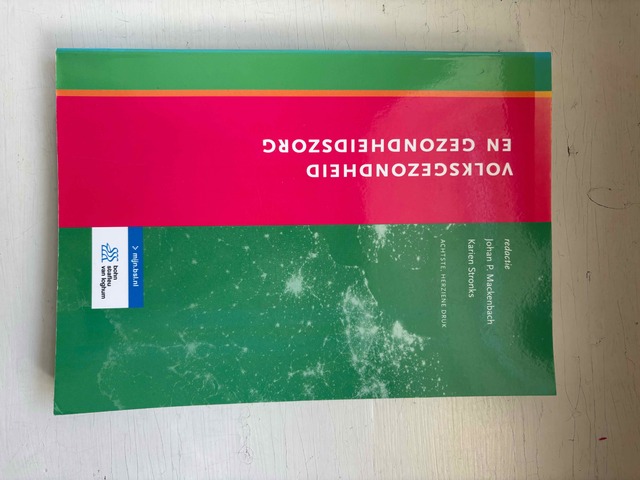 VOLKSGEZONDHEID
EN GEZONDHEIDSZORG
redactie
Johan P. Mackenbach
Karien Stronks
ACHTSTE, HERZIENE DRUK
> mijn.bsl.nl
bohn
stafleu
van loghum